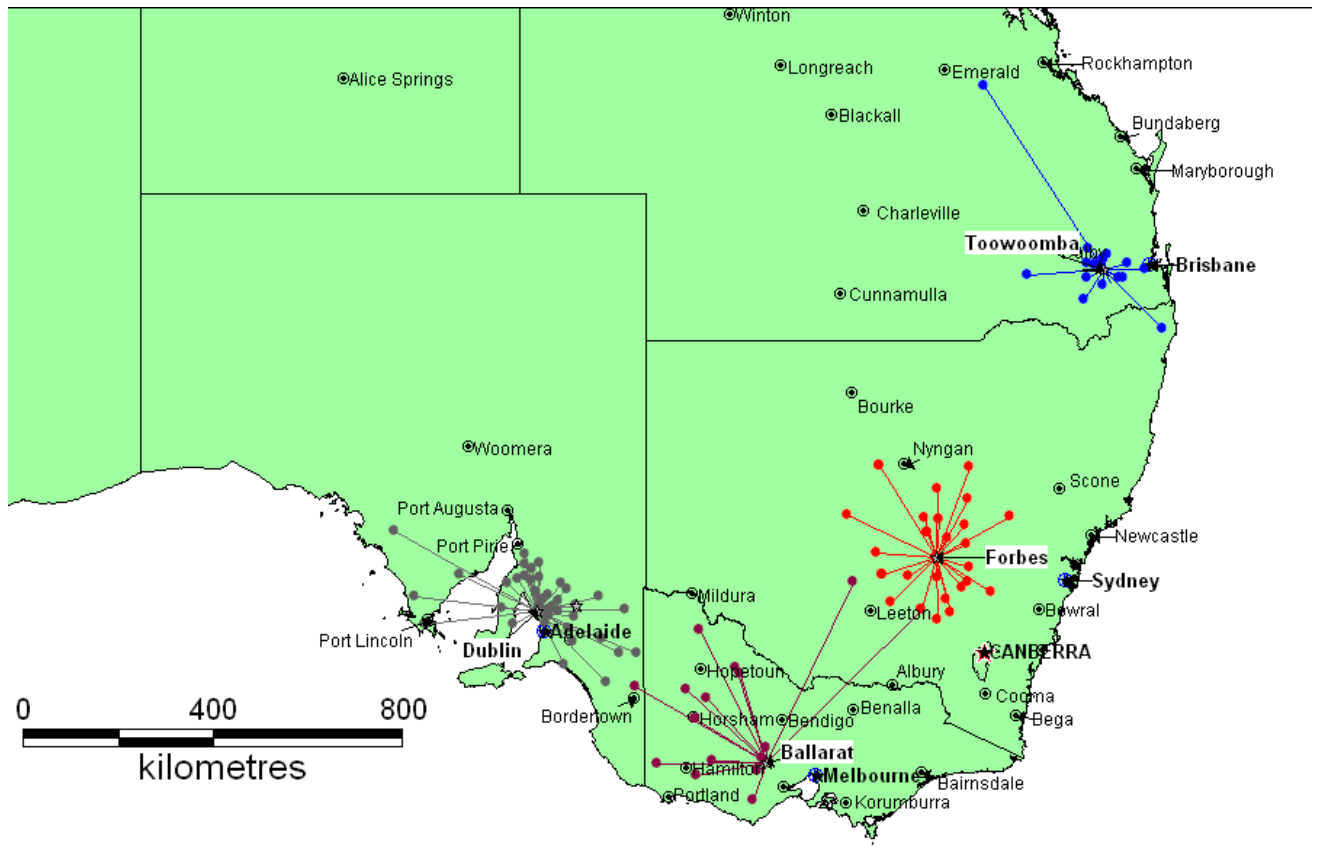 Winton
Longreach
Emerald
Rockhampton
Alice Springs
Blackall
Bundaberg
Maryborough
Charleville
Toowoomba
Brisbane
Cunnamulla
Bourke
Woomera
Nyngan
Scone
Port Augusta
Newcastle
Port Pirie
Forbes
Sydney
Mildura
Leeton
Bowral
Port Lincoln
Adelaide
Dublin
CANBERRA
Hopetoun
Albury
Cooma
0 400 800
Bordertown
Horsham
Bendigo
Benalla
Bega
kilometres
Ballarat
Hamilton
Melbourne
Bairnsdale
Portland
Korumburra